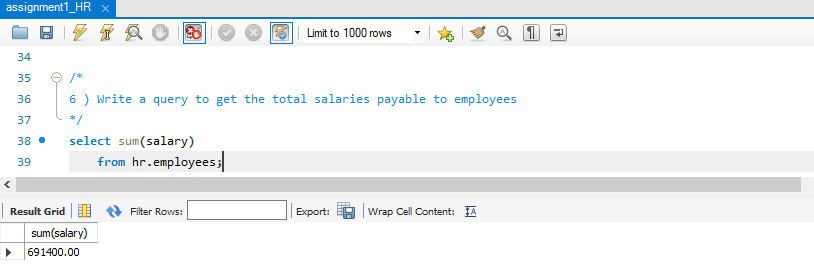 assignment1_HR
Limit to 1000 rows
34
35 /*
36 6 ) Write a query to get the total salaries payable to employees
37 */
38 select sum(salary)
39 from hr.employees;
Result Grid Filter Rows: Export: Wrap Cell Content: IA
sum(salary)
691400.00